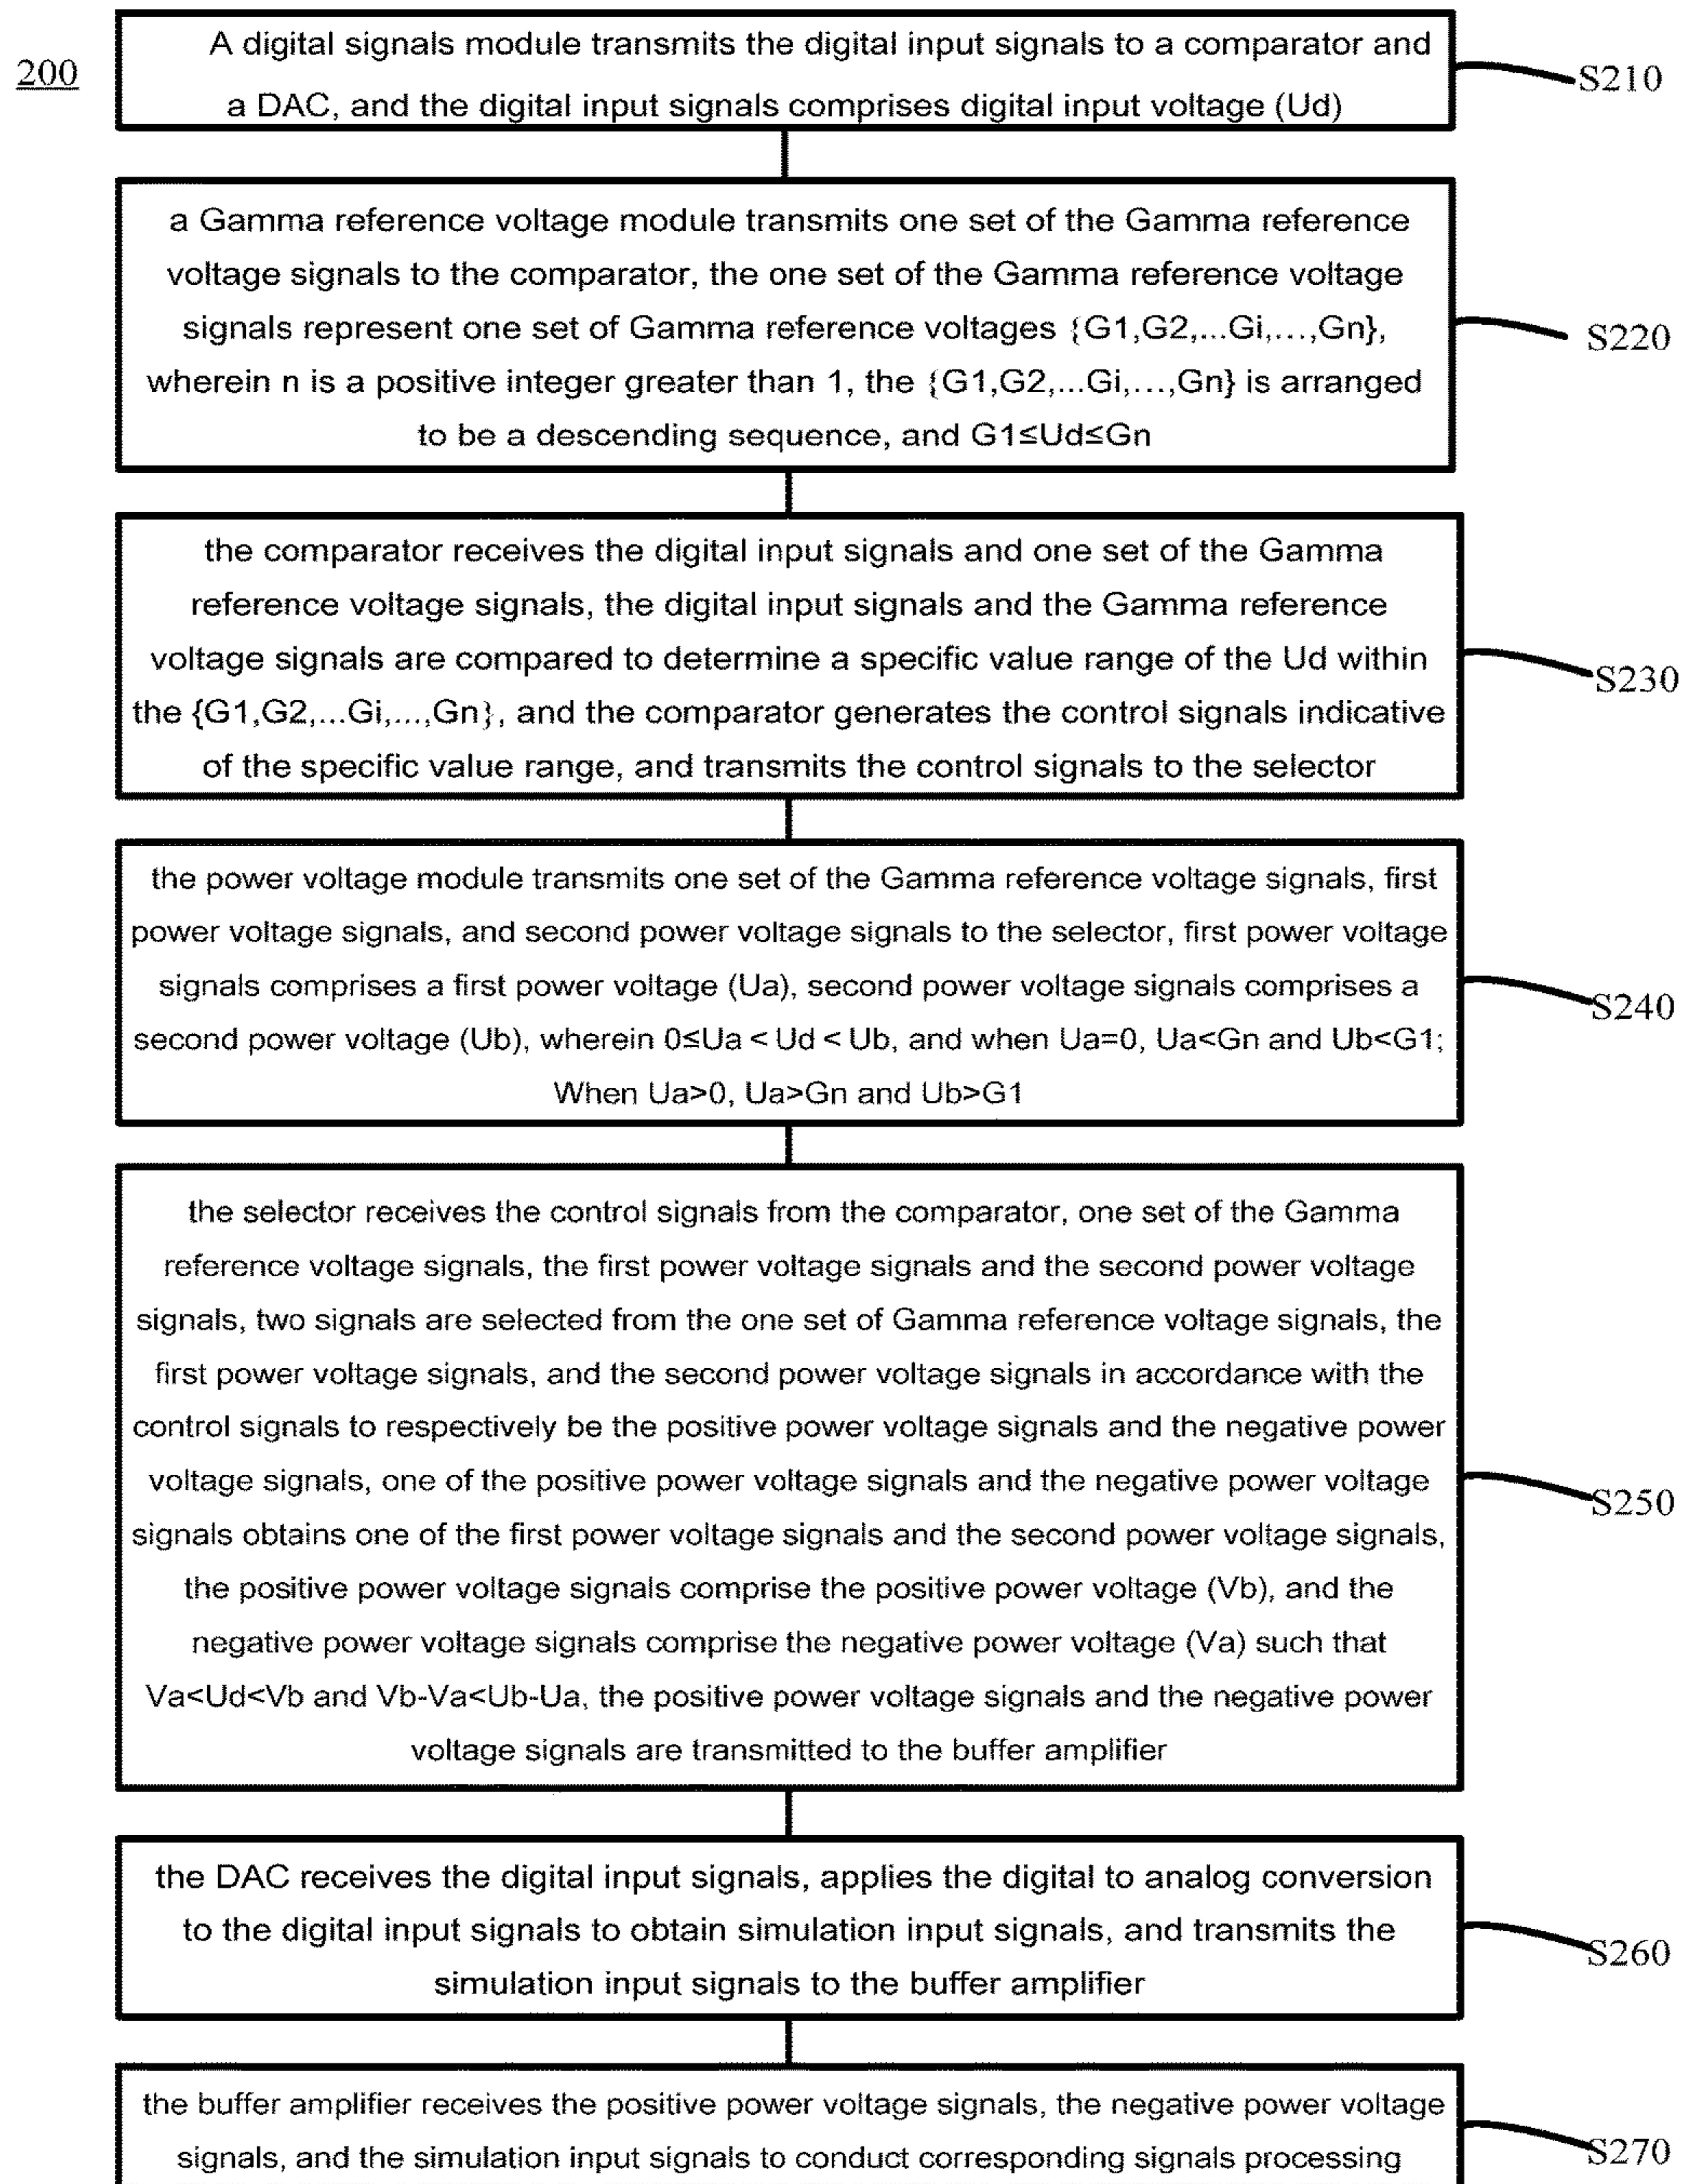 200
A digital signals module transmits the digital input signals to a comparator and
a DAC, and the digital input signals comprises digital input voltage (Ud)
S210
a Gamma reference voltage module transmits one set of the Gamma reference
voltage signals to the comparator, the one set of the Gamma reference voltage
signals represent one set of Gamma reference voltages {G1,G2,...Gi,...,Gn},
wherein n is a positive integer greater than 1, the {G1,G2,...Gi,...,Gn} is arranged
to be a descending sequence, and G1≤Ud≤Gn
S220
the comparator receives the digital input signals and one set of the Gamma
reference voltage signals, the digital input signals and the Gamma reference
voltage signals are compared to determine a specific value range of the Ud within
the {G1,G2,...Gi,...,Gn}, and the comparator generates the control signals indicative
of the specific value range, and transmits the control signals to the selector
S230
the power voltage module transmits one set of the Gamma reference voltage signals, first
power voltage signals, and second power voltage signals to the selector, first power voltage
signals comprises a first power voltage (Ua), second power voltage signals comprises a
second power voltage (Ub), wherein 0≤Ua < Ud < Ub, and when Ua=0, Ua<Gn and Ub<G1;
When Ua>0, Ua>Gn and Ub>G1
S240
the selector receives the control signals from the comparator, one set of the Gamma
reference voltage signals, the first power voltage signals and the second power voltage
signals, two signals are selected from the one set of Gamma reference voltage signals, the
first power voltage signals, and the second power voltage signals in accordance with the
control signals to respectively be the positive power voltage signals and the negative power
voltage signals, one of the positive power voltage signals and the negative power voltage
signals obtains one of the first power voltage signals and the second power voltage signals,
the positive power voltage signals comprise the positive power voltage (Vb), and the
negative power voltage signals comprise the negative power voltage (Va) such that
Va<Ud<Vb and Vb-Va<Ub-Ua, the positive power voltage signals and the negative power
voltage signals are transmitted to the buffer amplifier
S250
the DAC receives the digital input signals, applies the digital to analog conversion
to the digital input signals to obtain simulation input signals, and transmits the
simulation input signals to the buffer amplifier
S260
the buffer amplifier receives the positive power voltage signals, the negative power voltage
signals, and the simulation input signals to conduct corresponding signals processing
S270